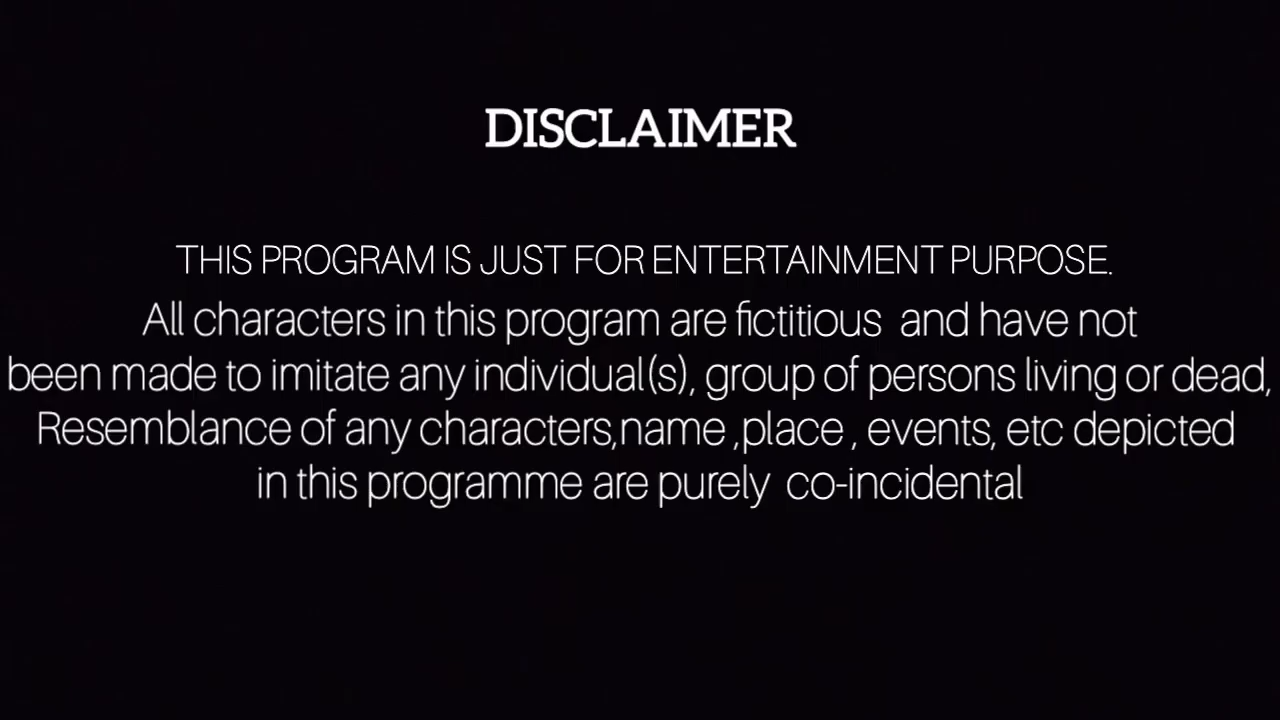 DISCLAIMER
THIS PROGRAM IS JUST FOR ENTERTAINMENT PURPOSE.
All characters in this program are fictitious  and have not
been made to imitate any individual(s), group of persons living or dead,
Resemblance of any characters,name ,place , events, etc depicted
in this programme are purely  co-incidental